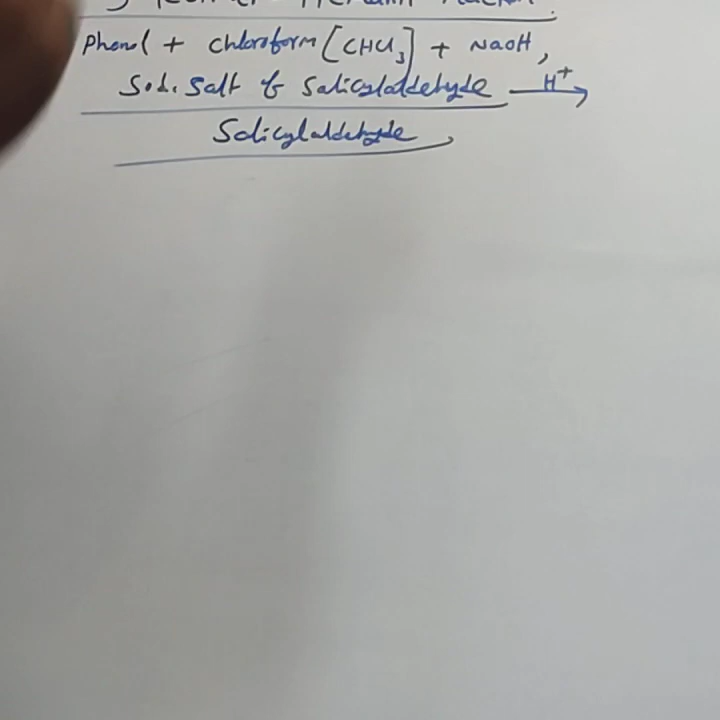 Phenol + Chloroform [CHCl3] + NaOH,
Sod. Salt of Salicylaldehyde H+ →
Salicylaldehyde